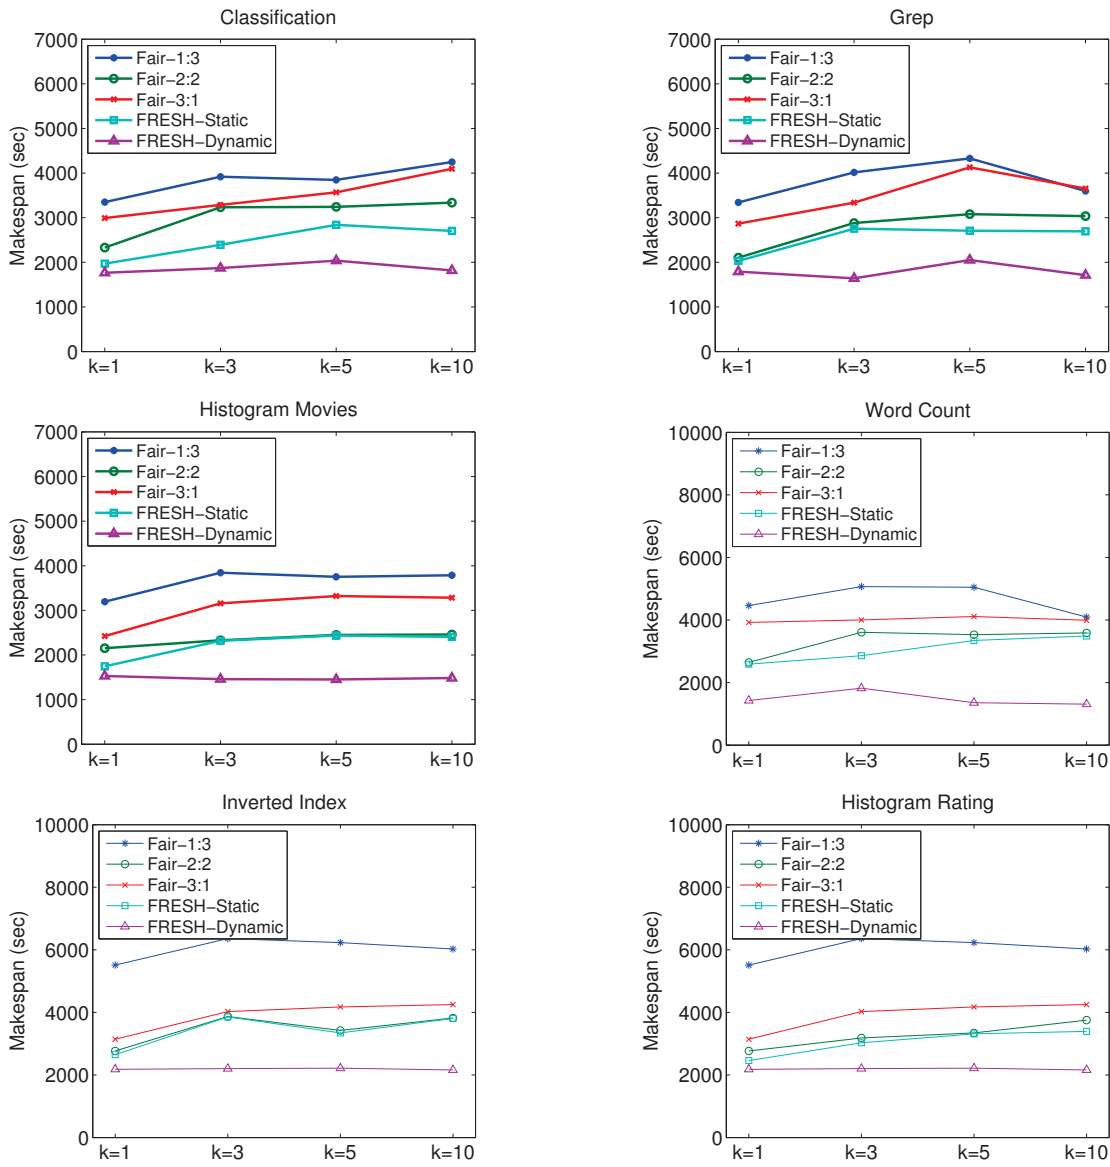 Classification
Makespan (sec)
7000
6000
5000
4000
3000
2000
1000
0
k=1 k=3 k=5 k=10
Fair-1:3
Fair-2:2
Fair-3:1
FRESH-Static
FRESH-Dynamic
Grep
Makespan (sec)
7000
6000
5000
4000
3000
2000
1000
0
k=1 k=3 k=5 k=10
Fair-1:3
Fair-2:2
Fair-3:1
FRESH-Static
FRESH-Dynamic
Histogram Movies
Makespan (sec)
7000
6000
5000
4000
3000
2000
1000
0
k=1 k=3 k=5 k=10
Fair-1:3
Fair-2:2
Fair-3:1
FRESH-Static
FRESH-Dynamic
Word Count
Makespan (sec)
10000
8000
6000
4000
2000
0
k=1 k=3 k=5 k=10
Fair-1:3
Fair-2:2
Fair-3:1
FRESH-Static
FRESH-Dynamic
Inverted Index
Makespan (sec)
10000
8000
6000
4000
2000
0
k=1 k=3 k=5 k=10
Fair-1:3
Fair-2:2
Fair-3:1
FRESH-Static
FRESH-Dynamic
Histogram Rating
Makespan (sec)
10000
8000
6000
4000
2000
0
k=1 k=3 k=5 k=10
Fair-1:3
Fair-2:2
Fair-3:1
FRESH-Static
FRESH-Dynamic